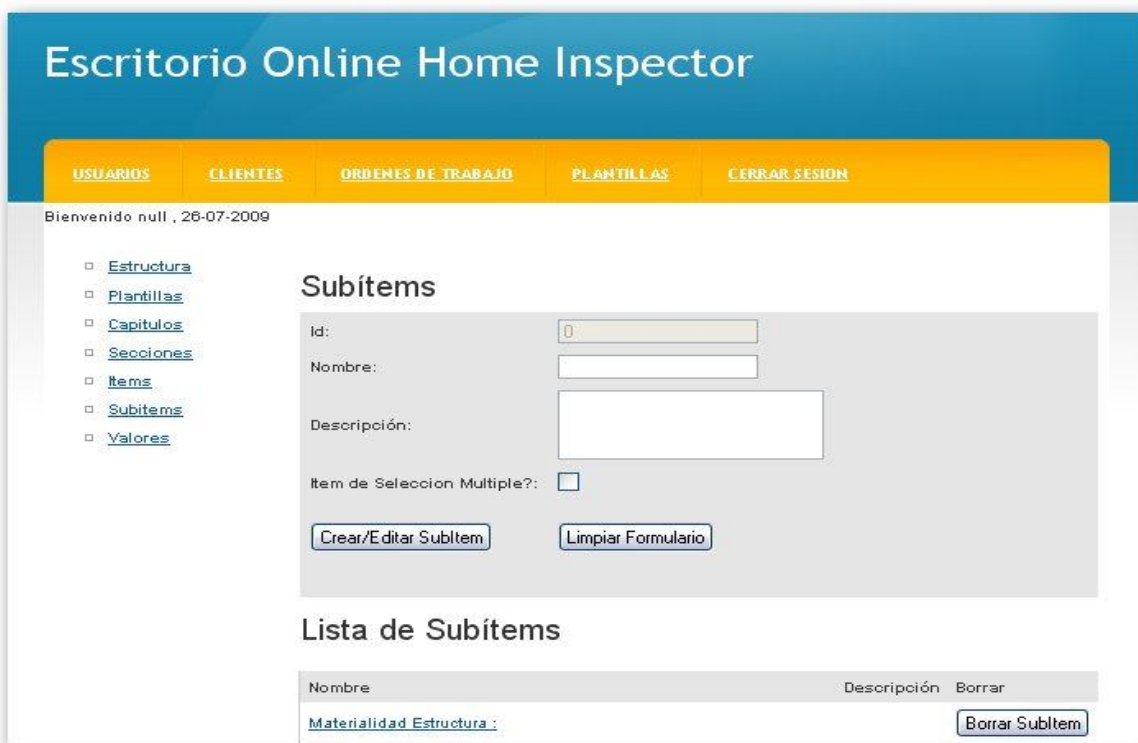 Escritorio Online Home Inspector
USUARIOS CLIENTES ORDENES DE TRABAJO PLANTILLAS CERRAR SESION
Bienvenido null , 26-07-2009
Estructura
Plantillas
Capitulos
Secciones
Items
Subitems
Valores
Subítems
Id: 0
Nombre:
Descripción:
Item de Seleccion Multiple?:
Crear/Editar SubItem Limpiar Formulario
Lista de Subítems
Nombre Descripción Borrar
Materialidad Estructura : Borrar SubItem